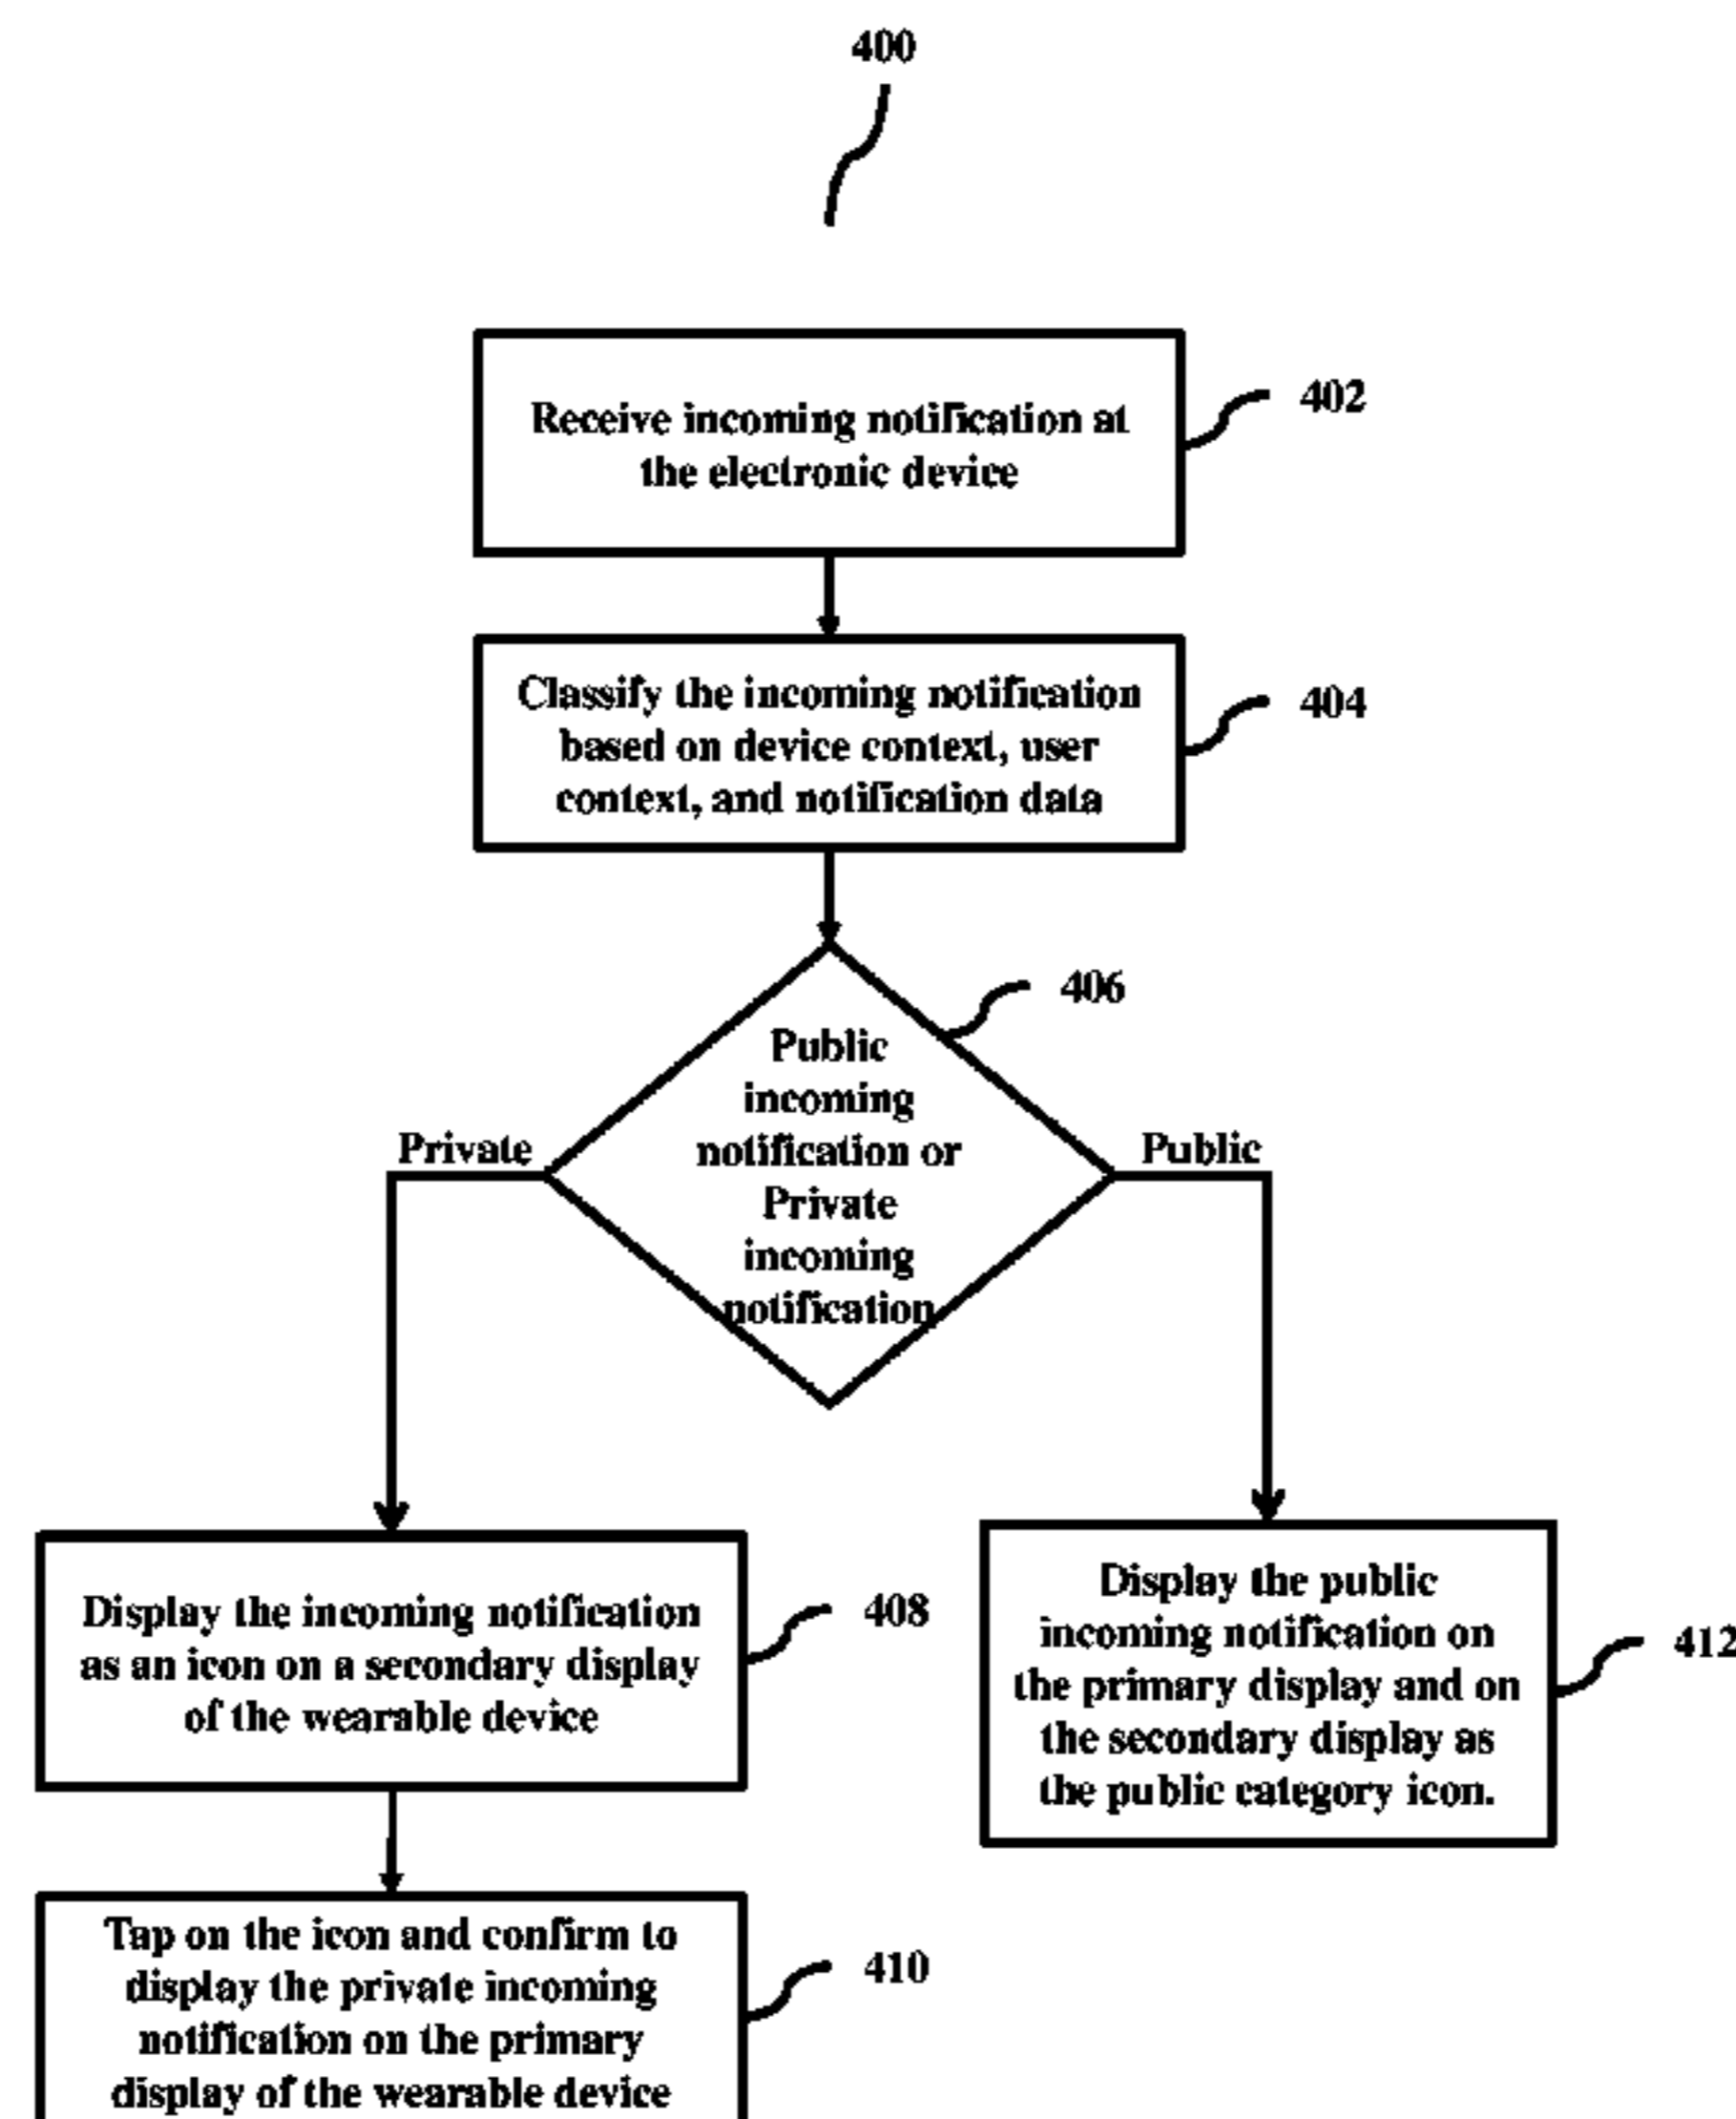 400
Receive incoming notification at
the electronic device
402
Classify the incoming notification
based on device context, user
context, and notification data
404
406
Public
incoming
notification or
Private
incoming
notification
Private
Public
Display the incoming notification
as an icon on a secondary display
of the wearable device
408
Display the public
incoming notification on
the primary display and on
the secondary display as
the public category icon.
412
Tap on the icon and confirm to
display the private incoming
notification on the primary
display of the wearable device
410